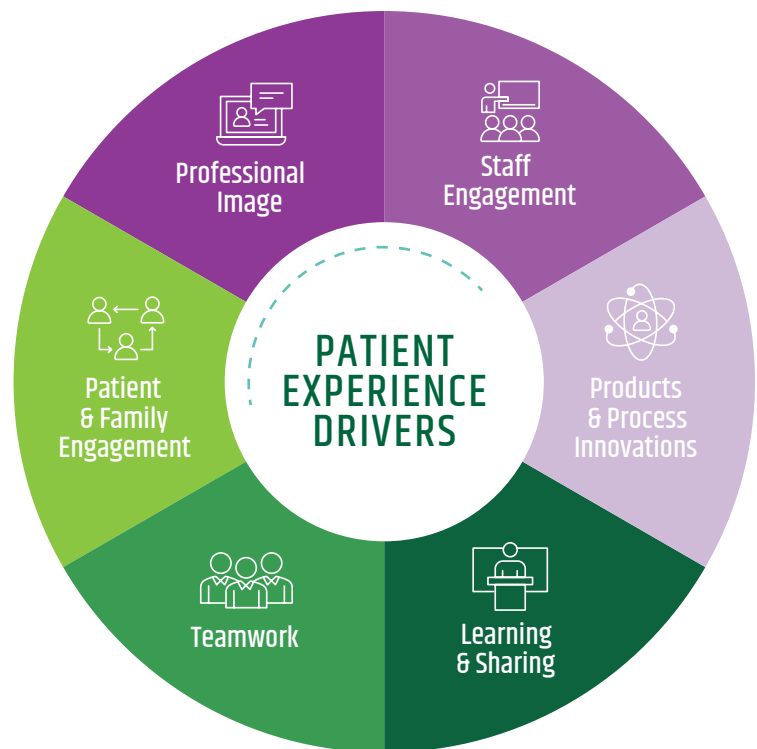 Professional
Image
Staff
Engagement
Products
& Process
Innovations
Learning
& Sharing
Teamwork
Patient
& Family
Engagement
PATIENT
EXPERIENCE
DRIVERS